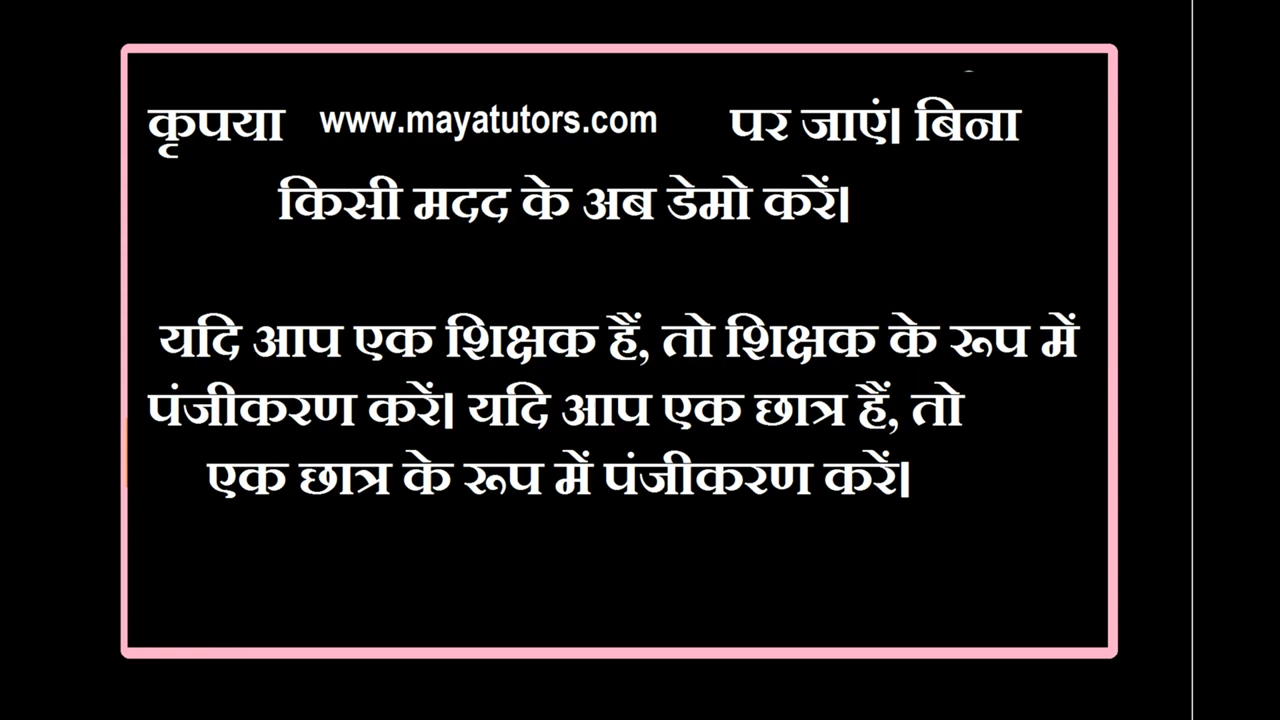 कृपया www.mayatutors.com पर जाएं। बिना
किसी मदद के अब डेमो करें।
यदि आप एक शिक्षक हैं, तो शिक्षक के रूप में
पंजीकरण करें। यदि आप एक छात्र हैं, तो
एक छात्र के रूप में पंजीकरण करें।